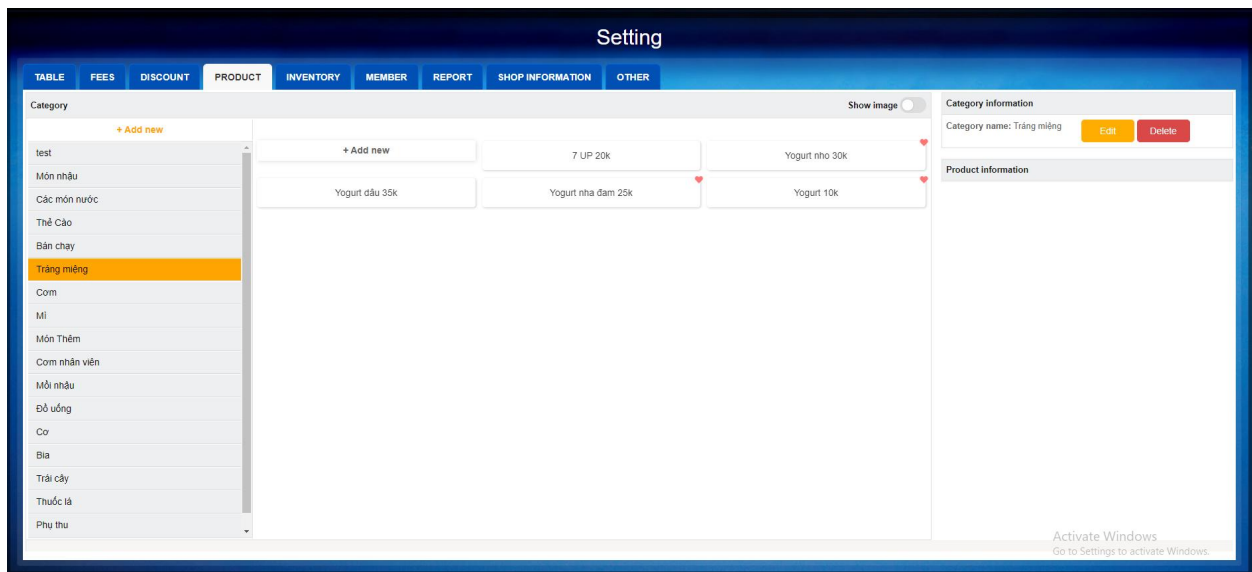 Setting
TABLE FEES DISCOUNT PRODUCT INVENTORY MEMBER REPORT SHOP INFORMATION OTHER
Category Show image
+ Add new
test
Món nhậu
Các món nước
Thẻ Cào
Bán chạy
Tráng miệng
Cơm
Mì
Món Thêm
Cơm nhân viên
Mồi nhậu
Đồ uống
Cơ
Bia
Trái cây
Thuốc lá
Phụ thu
+ Add new 7 UP 20k Yogurt nho 30k
Yogurt dâu 35k Yogurt nha đam 25k Yogurt 10k
Category information
Category name: Tráng miệng Edit Delete
Product information
Activate Windows
Go to Settings to activate Windows.